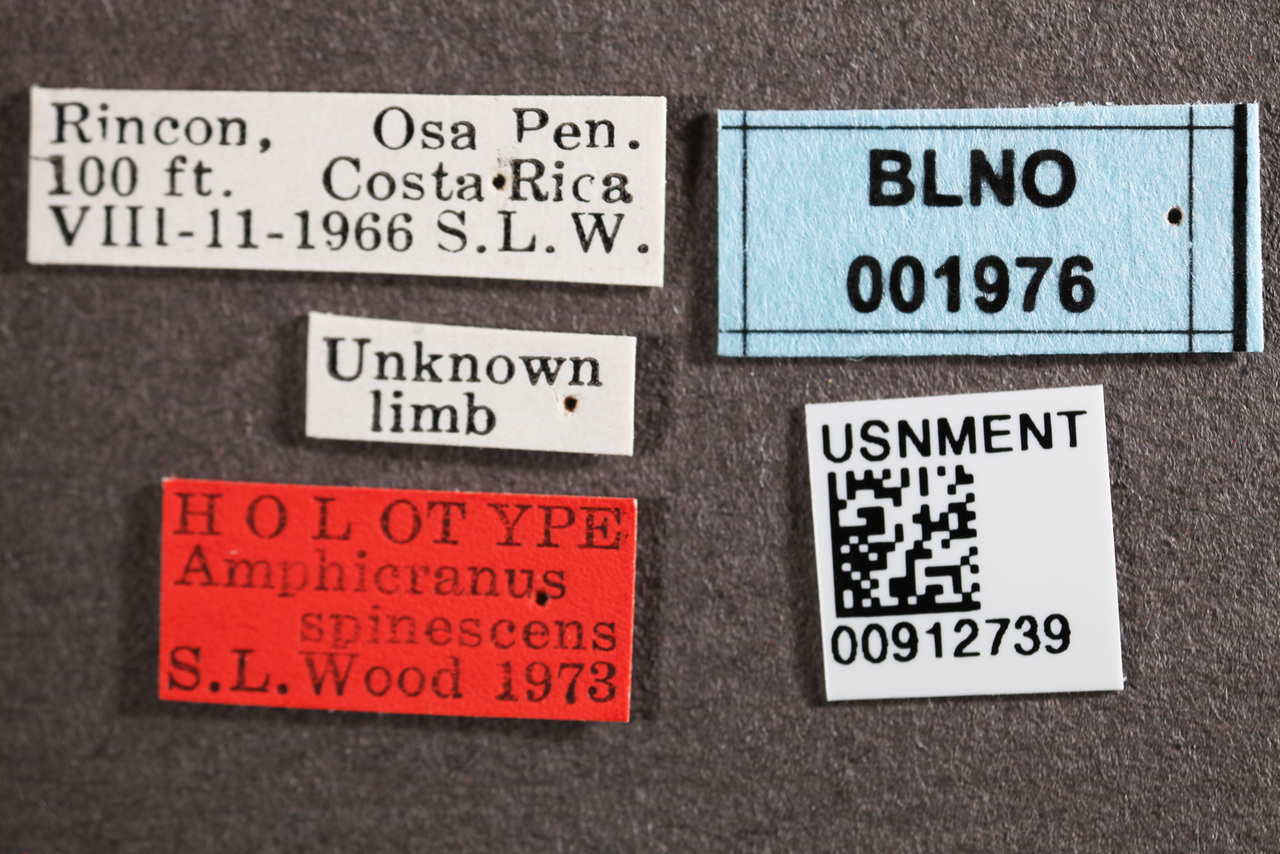 Rincon, Osa Pen.
100 ft. Costa Rica
VIII-11-1966 S.L.W.
Unknown
limb
HOLOTYPE
Amphicranus
spinescens
S.L.Wood 1973
BLNO
001976
USNMENT
00912739